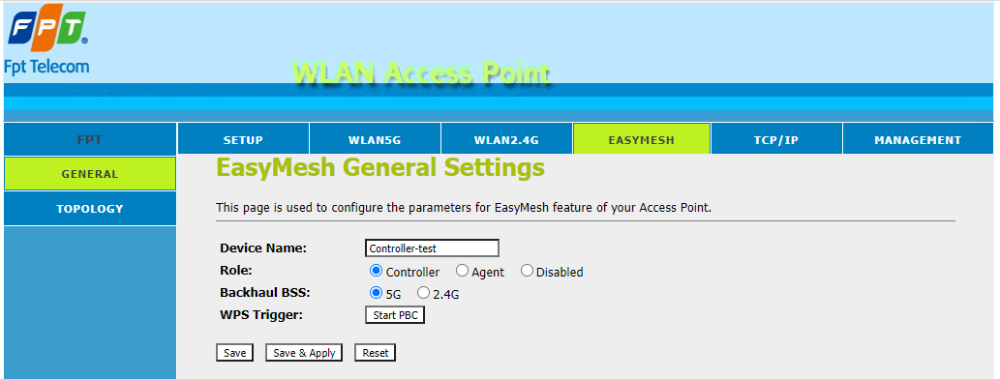 FPT®
Fpt Telecom
WLAN Access Point
FPT SETUP WLAN5G WLAN2.4G EASYMESH TCP/IP MANAGEMENT
GENERAL
TOPOLOGY
EasyMesh General Settings
This page is used to configure the parameters for EasyMesh feature of your Access Point.
Device Name: Controller-test
Role: Controller Agent Disabled
Backhaul BSS: 5G 2.4G
WPS Trigger: Start PBC
Save Save & Apply Reset